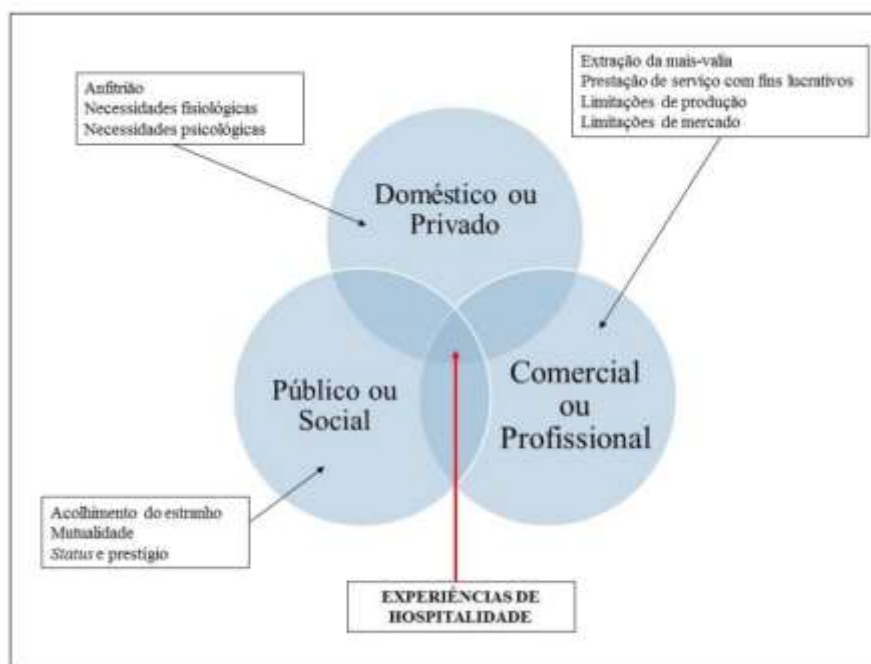 Anfitrião
Necessidades fisiológicas
Necessidades psicológicas
Extração da mais-valia
Prestação de serviço com fins lucrativos
Limitações de produção
Limitações de mercado
Doméstico ou
Privado
Público ou
Social
Comercial
ou
Profissional
Acolhimento do estranho
Mutualidade
Status e prestígio
EXPERIÊNCIAS DE
HOSPITALIDADE